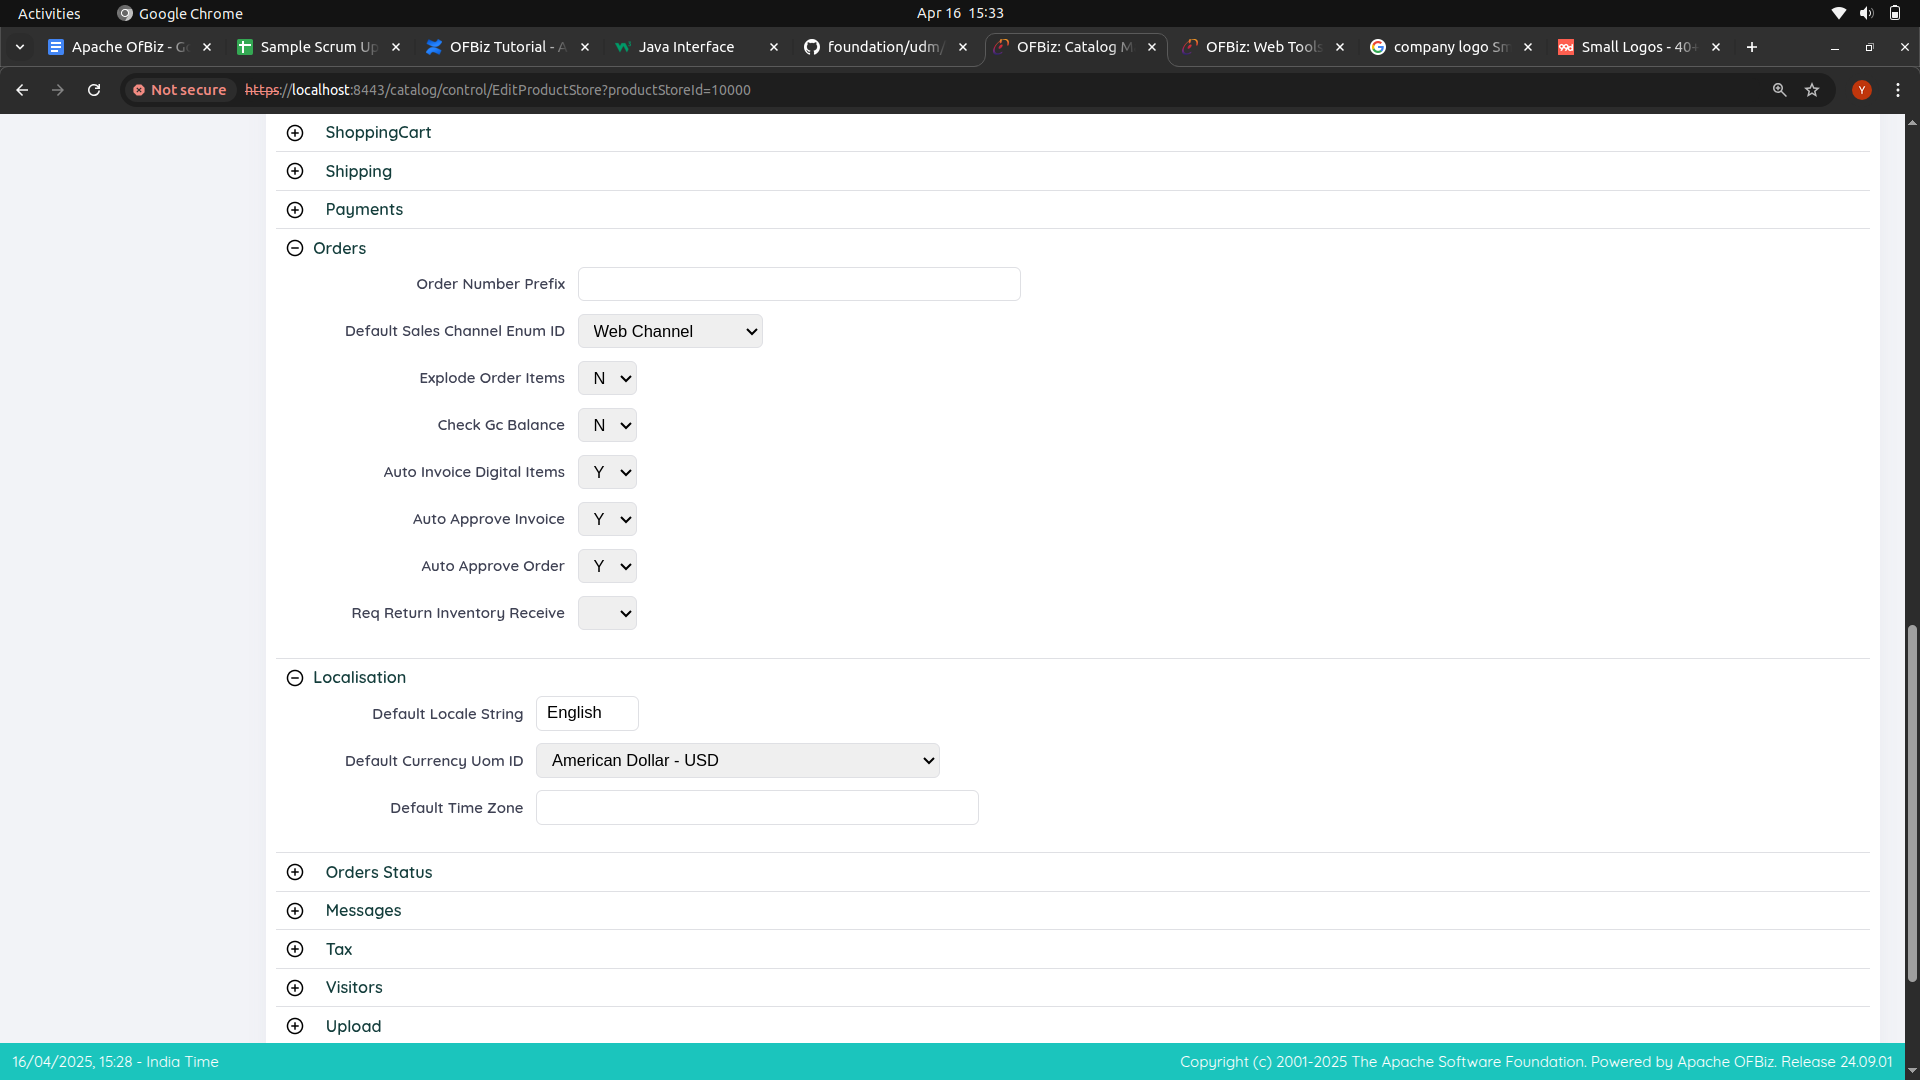 Activities
Google Chrome
Apr 16 15:33
Apache OfBiz - Go
Sample Scrum Up
OFBiz Tutorial - A
Java Interface
foundation/udm/
OFBiz: Catalog M
OFBiz: Web Tools
company logo Sm
Small Logos - 40+
Not secure
https://localhost:8443/catalog/control/EditProductStore?productStoreId=10000
Y
ShoppingCart
Shipping
Payments
Orders
Order Number Prefix
Default Sales Channel Enum ID Web Channel
Explode Order Items N
Check Gc Balance N
Auto Invoice Digital Items Y
Auto Approve Invoice Y
Auto Approve Order Y
Req Return Inventory Receive
Localisation
Default Locale String English
Default Currency Uom ID American Dollar - USD
Default Time Zone
Orders Status
Messages
Tax
Visitors
Upload
16/04/2025, 15:28 - India Time
Copyright (c) 2001-2025 The Apache Software Foundation. Powered by Apache OFBiz. Release 24.09.01